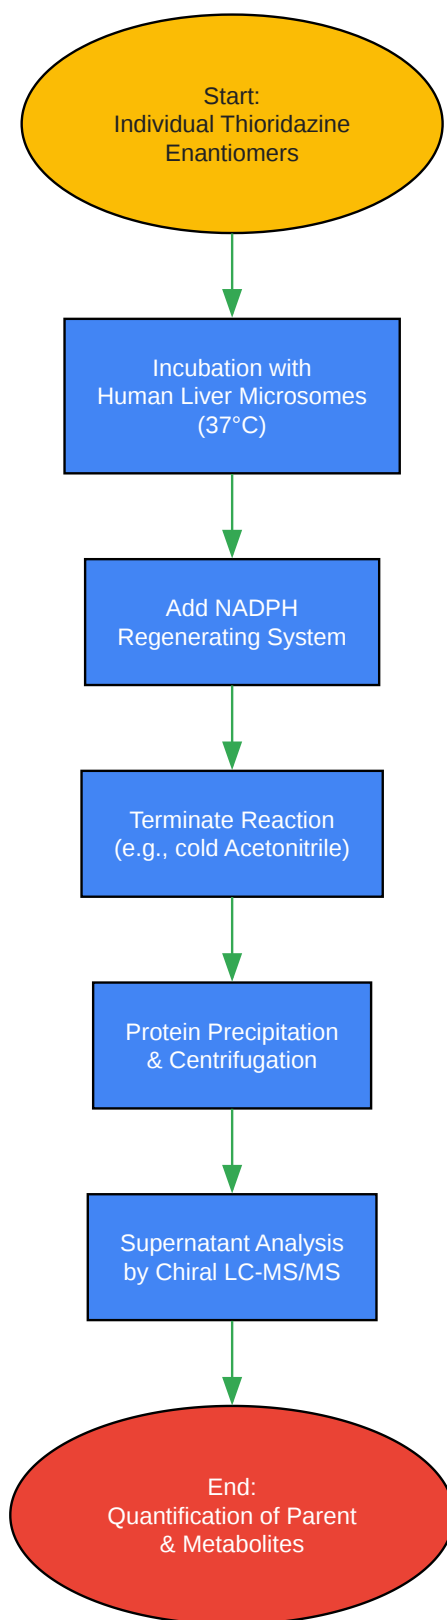 Start:
Individual Thioridazine
Enantiomers
Incubation with
Human Liver Microsomes
(37°C)
Add NADPH
Regenerating System
Terminate Reaction
(e.g., cold Acetonitrile)
Protein Precipitation
& Centrifugation
Supernatant Analysis
by Chiral LC-MS/MS
End:
Quantification of Parent
& Metabolites